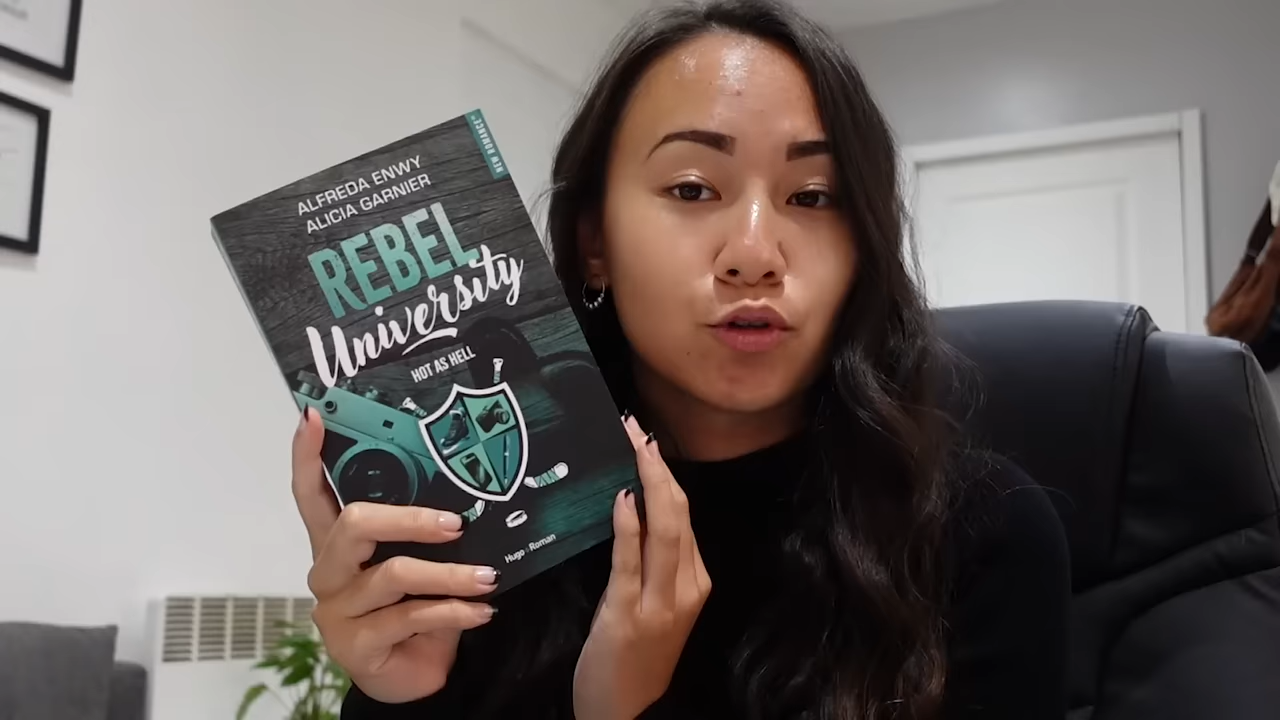 NEW ROMANCE
ALFREDA ENWY
ALICIA GARNIER
REBEL
University
HOT AS HELL
Hugo Roman